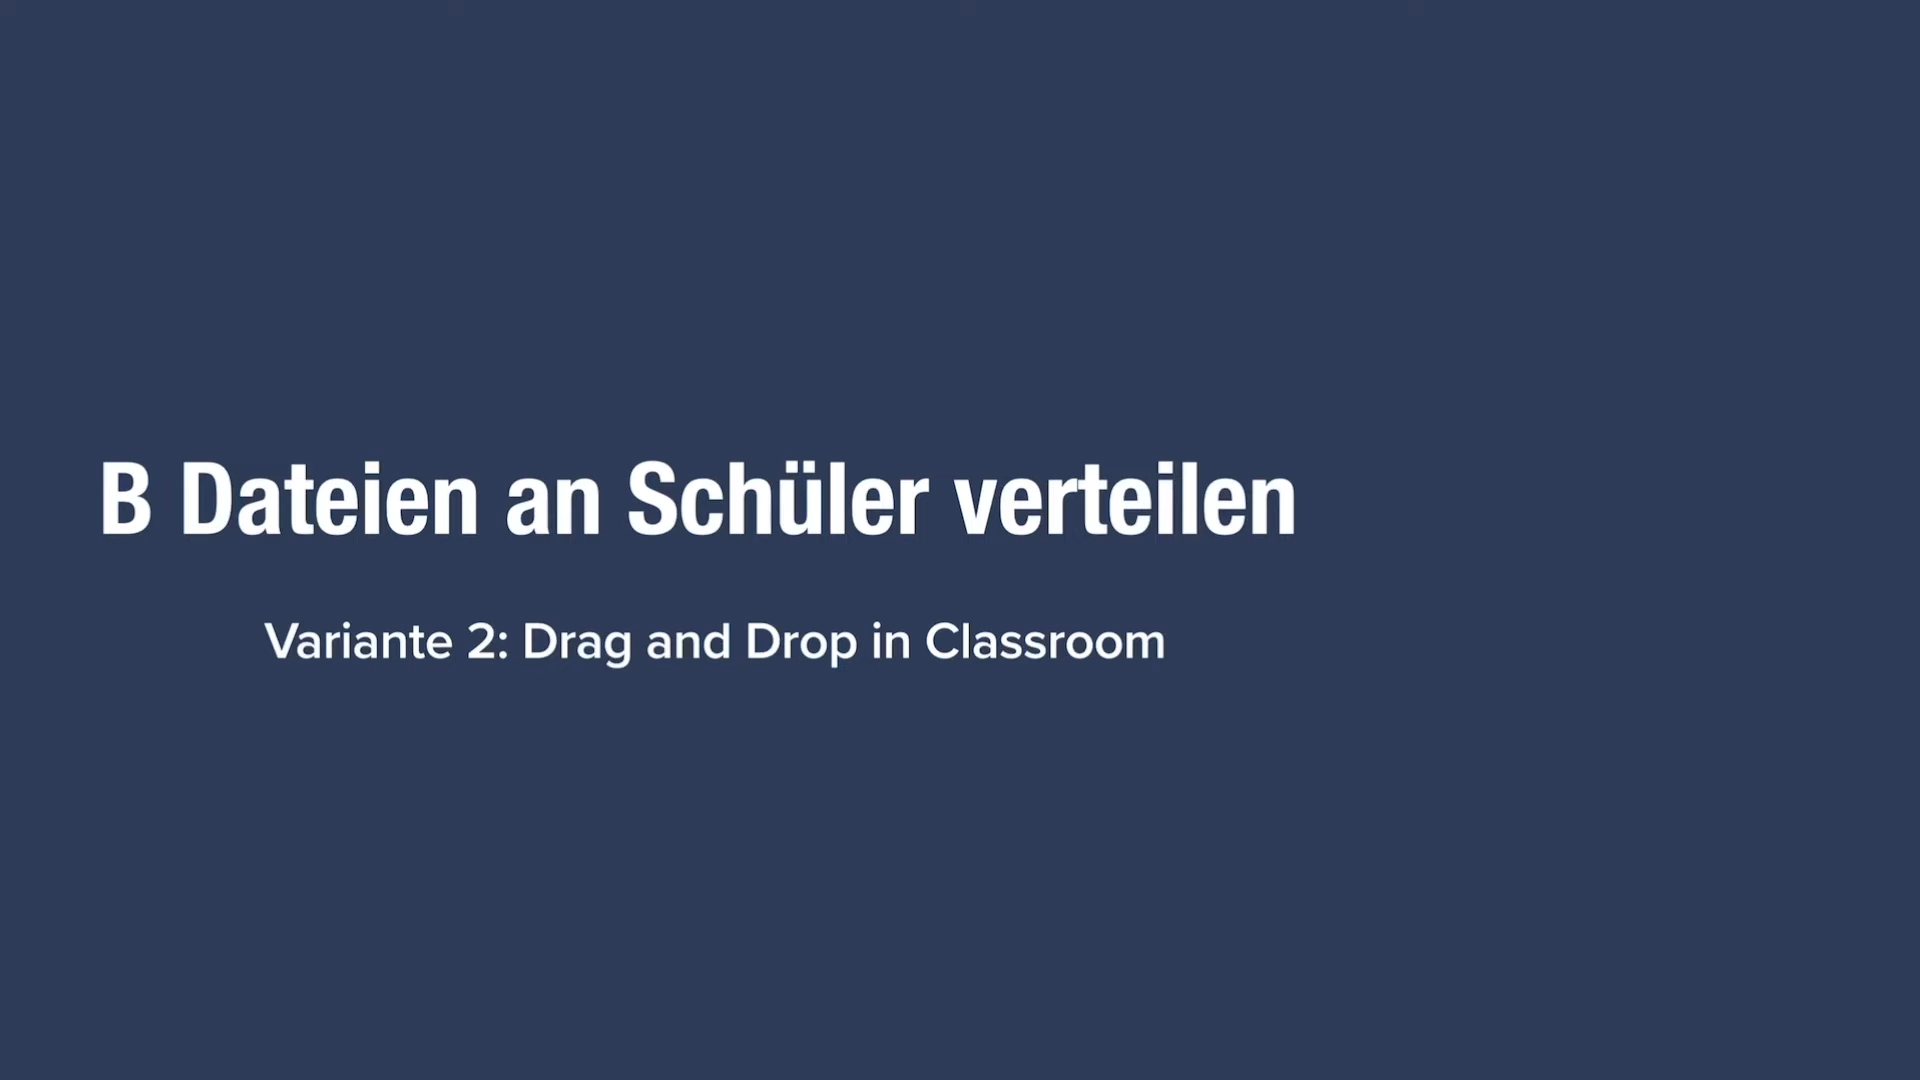 B Dateien an Schüler verteilen
Variante 2: Drag and Drop in Classroom